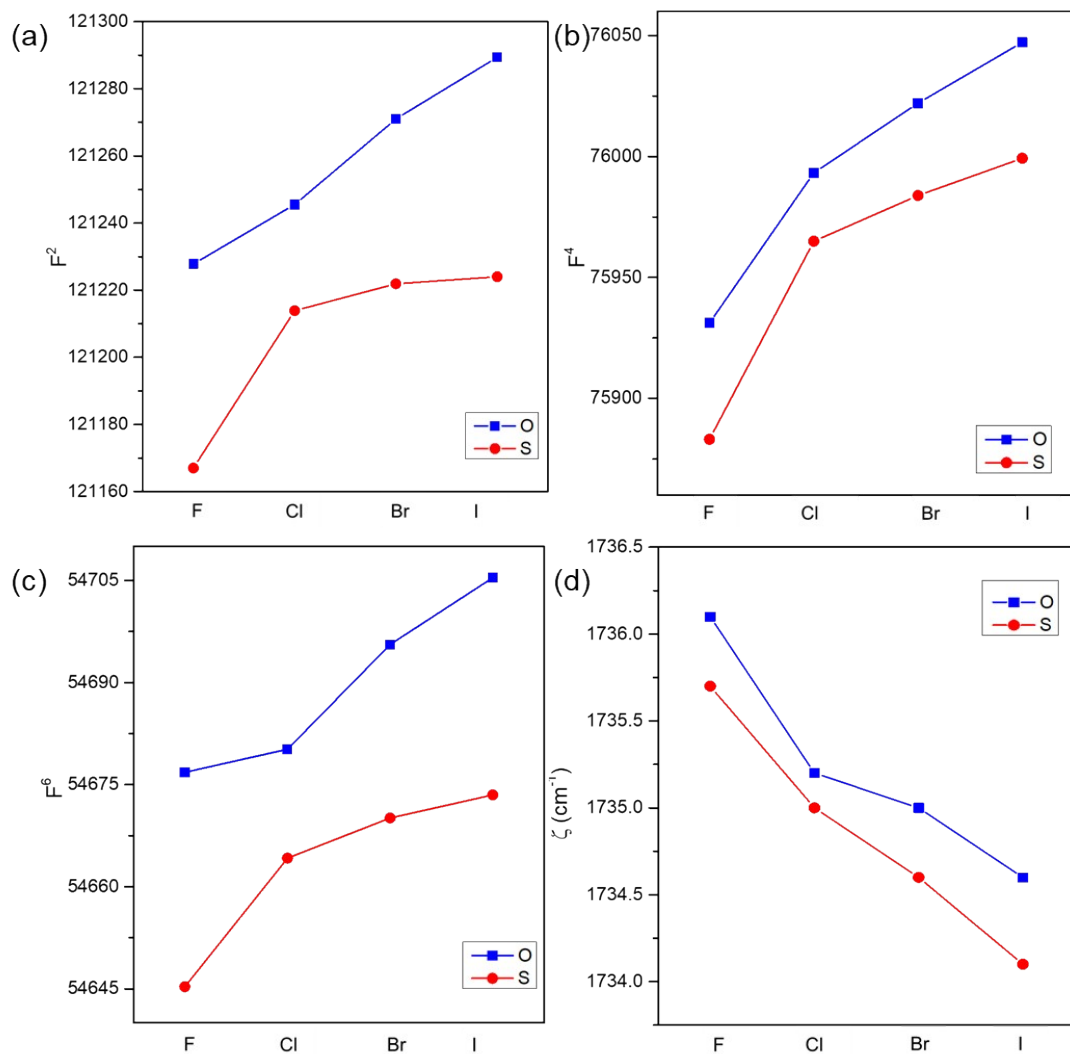 (a)
121300
121280
121260
121240
121220
121200
121180
121160
F²
O
S
F Cl Br I
(b)
76050
76000
75950
75900
F⁴
O
S
F Cl Br I
(c)
54705
54690
54675
54660
54645
F⁶
O
S
F Cl Br I
(d)
1736.5
1736.0
1735.5
1735.0
1734.5
1734.0
ζ (cm⁻¹)
O
S
F Cl Br I